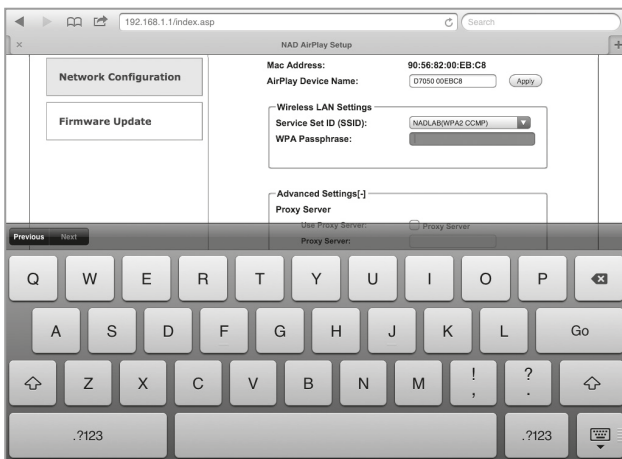 192.168.1.1/index.asp
Search
NAD AirPlay Setup
Network Configuration
Firmware Update
Mac Address: 90:56:82:00:EB:C8
AirPlay Device Name: D7050 00EBC8 Apply
Wireless LAN Settings
Service Set ID (SSID): NADLAB(WPA2 CCMP)
WPA Passphrase:
Advanced Settings[-]
Proxy Server
Use Proxy Server: Proxy Server
Proxy Server:
Previous Next
Q W E R T Y U I O P
A S D F G H J K L Go
Z X C V B N M ! , ? .
.?123 .?123